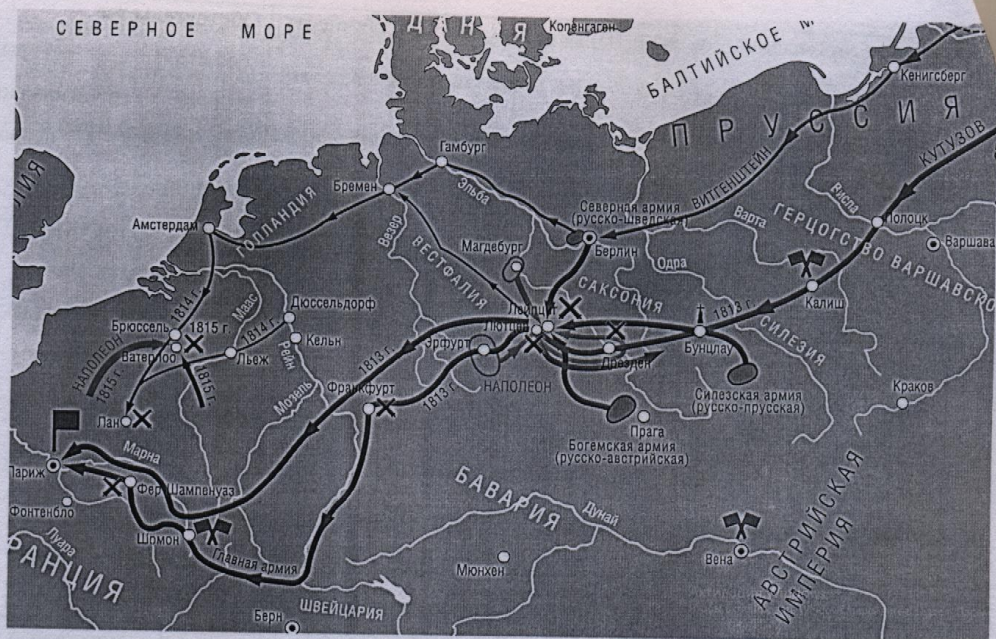 СЕВЕРНОЕ МОРЕ
Д Н Я
Копенгаген
БАЛТИЙСКОЕ М
Кенигсберг
ПРУССИЯ
КУТУЗОВ
ВИТГЕНШТЕЙН
ЛИЯ
Гамбург
Бремен
Эльба
Северная армия
(русско-шведская)
Берлин
Варта
Висла
Полоцк
ГЕРЦОГСТВО ВАРШАВСКО
Варшава
Амстердам
ГОЛЛАНДИЯ
Везер
ВЕСТФАЛИЯ
Магдебург
Одра
САКСОНИЯ
Калиш
1814 г.
Маас
Дюссельдорф
Лейпциг
Лютцен
1813 г.
СИЛЕЗИЯ
Брюссель
1815 г.
1814 г.
Кельн
Ватерлоо
Льеж
Рейн
1813 г.
Эрфурт
Дрезден
Бунцлау
НАПОЛЕОН
1815 г.
1815 г.
Франкфурт
1813 г.
НАПОЛЕОН
Мозель
Силезская армия
(русско-прусская)
Краков
Лан
Прага
Богемская армия
(русско-австрийская)
Марна
Париж
Фер-Шампенуаз
БАВАРИЯ
Дунай
Фонтенбло
Луара
Шомон
Главная армия
Вена
АВСТРИЙСКАЯ
ИМПЕРИЯ
РАНЦИЯ
Мюнхен
ШВЕЙЦАРИЯ
Берн